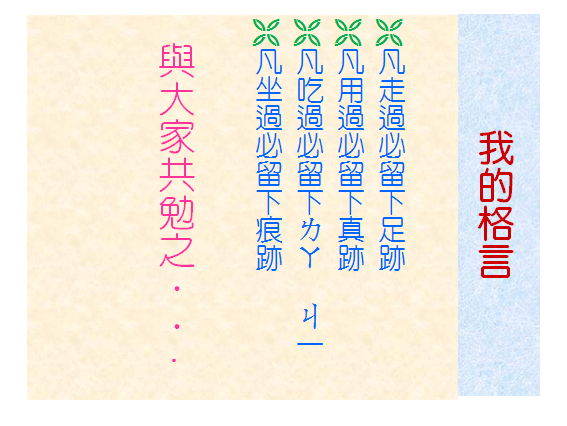 我的格言
凡走過必留下足跡
凡用過必留下真跡
凡吃過必留下ㄌㄚ ㄐㄧ
凡坐過必留下痕跡
與大家共勉之...